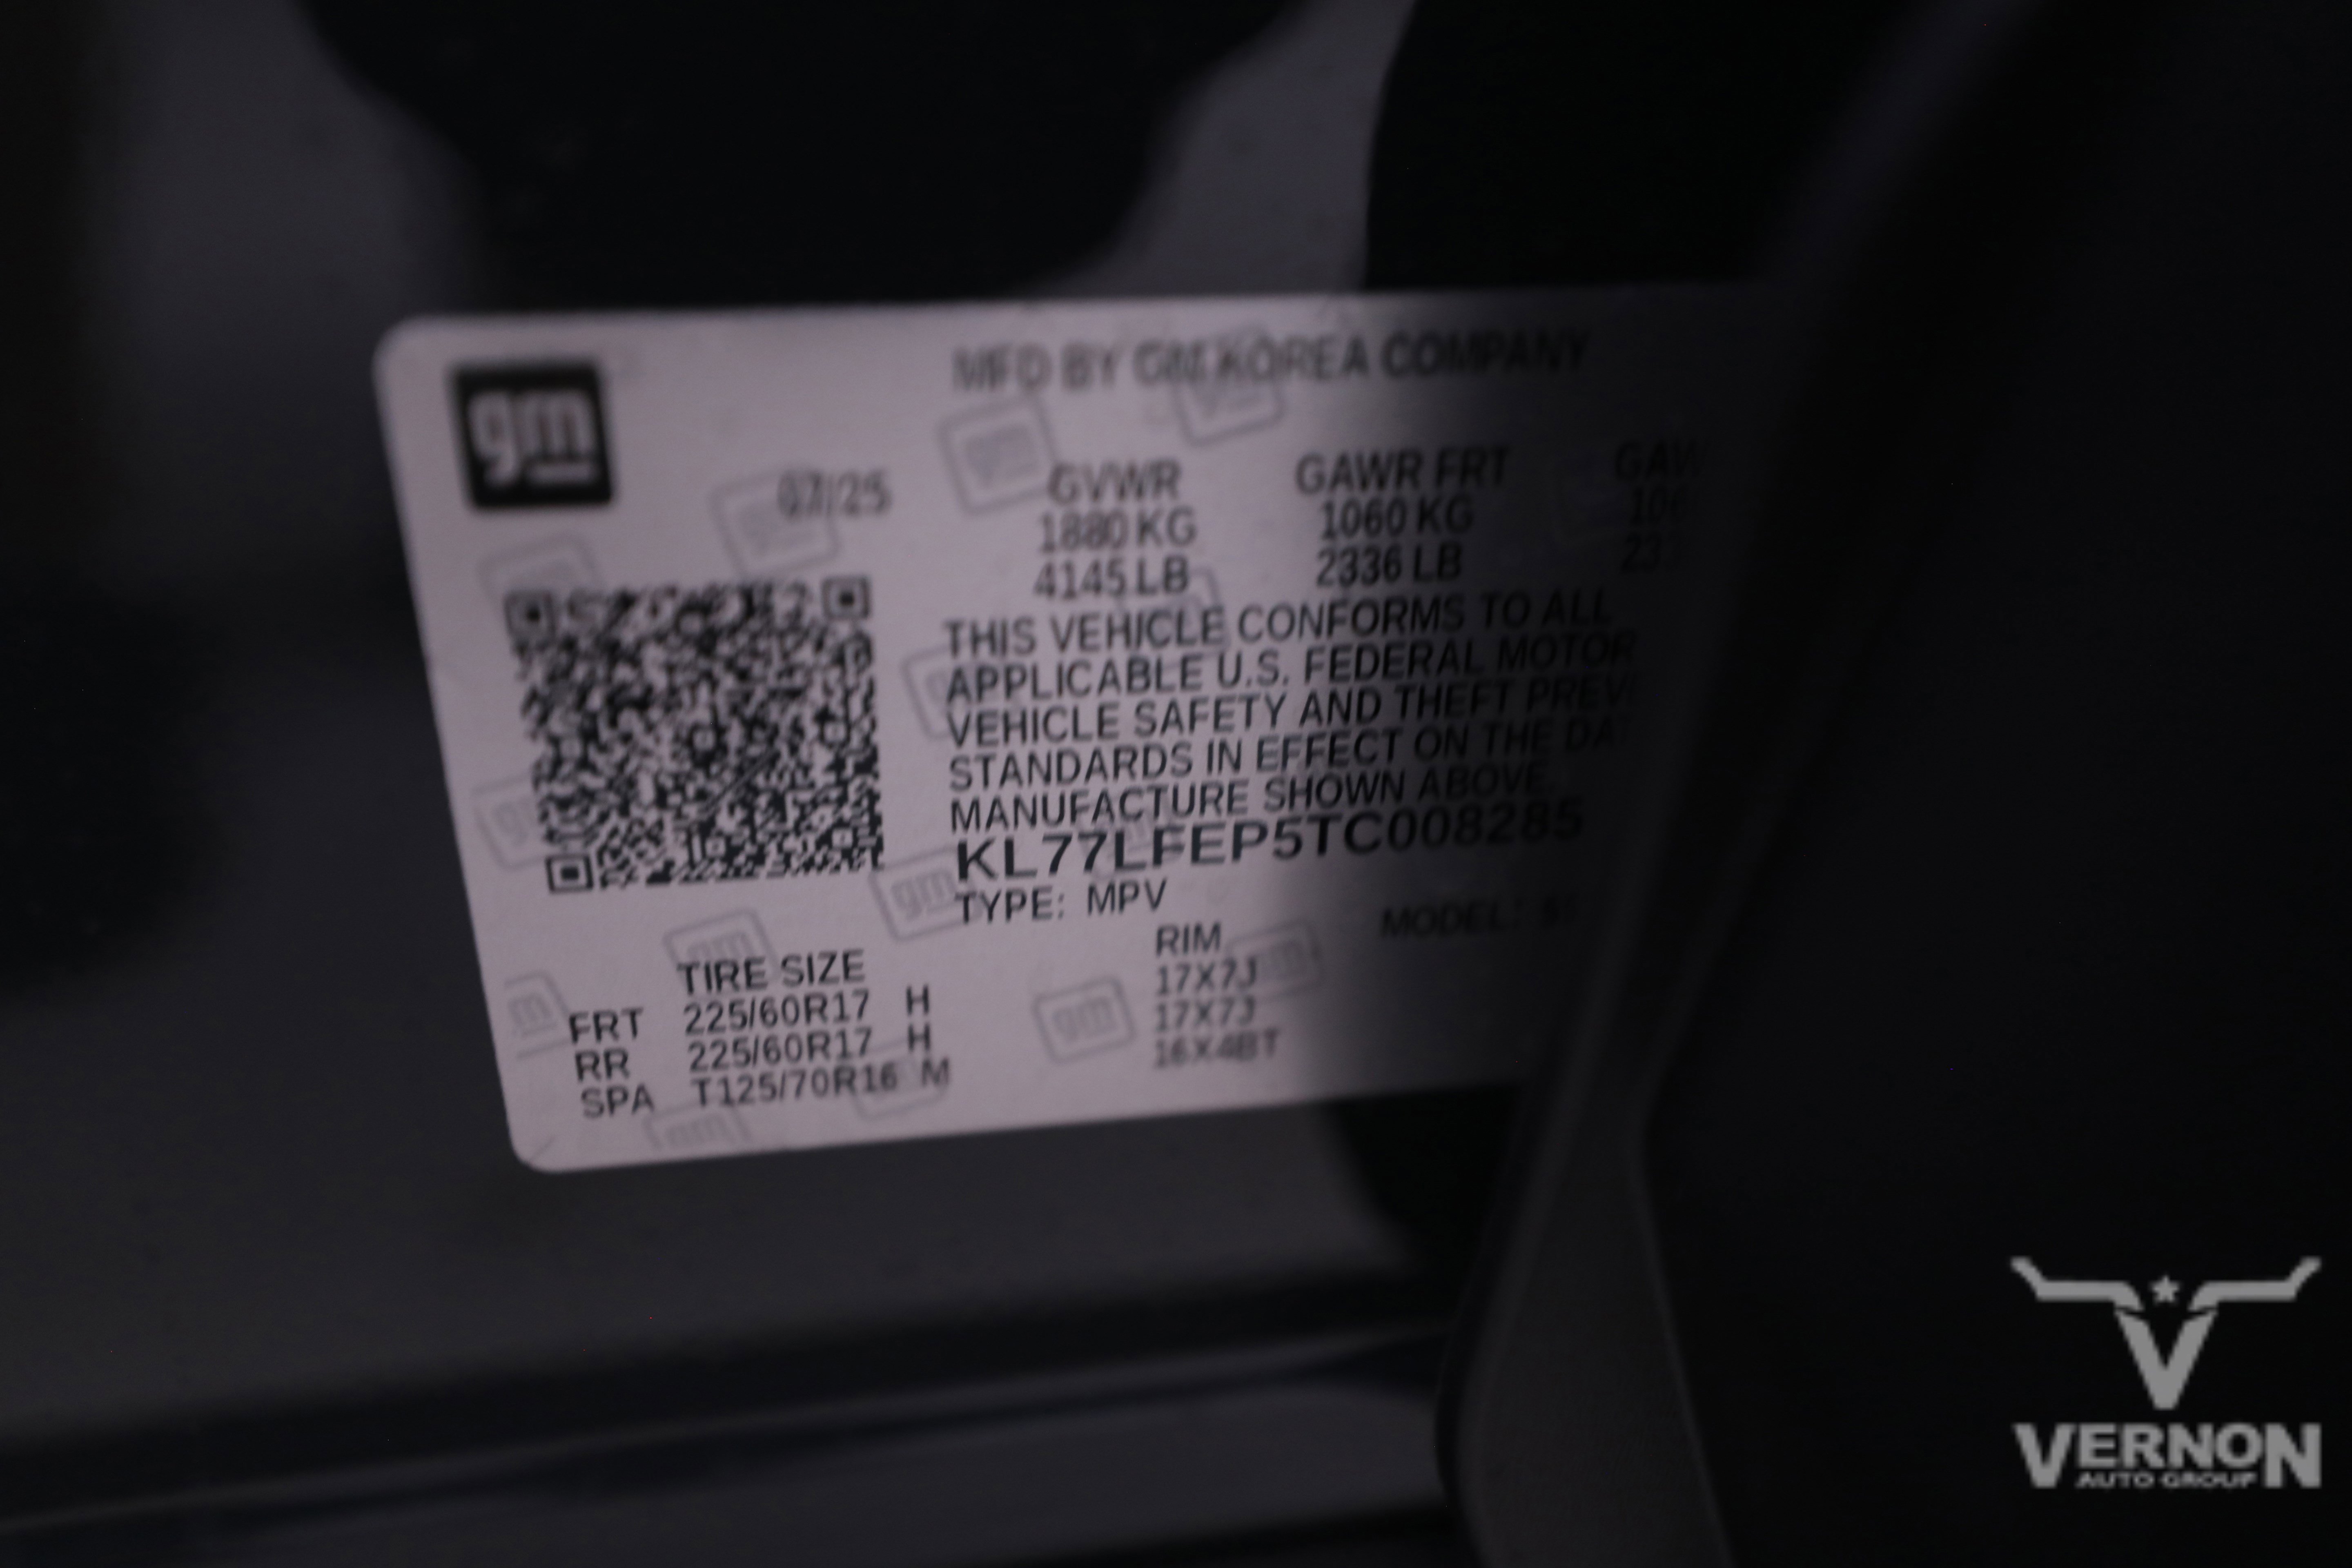 gm
MFD BY GM KOREA COMPANY
07/25
GVWR GAWR FRT
1880 KG 1060 KG
4145 LB 2336 LB
THIS VEHICLE CONFORMS TO ALL
APPLICABLE U.S. FEDERAL MOTOR
VEHICLE SAFETY AND THEFT PREV
STANDARDS IN EFFECT ON THE DA
MANUFACTURE SHOWN ABOVE.
KL77LFEP5TC008285
TYPE: MPV MODEL:
TIRE SIZE RIM
FRT 225/60R17 H 17X7J
RR 225/60R17 H 17X7J
SPA T125/70R16 M 16X4BT
VERNON
AUTO GROUP